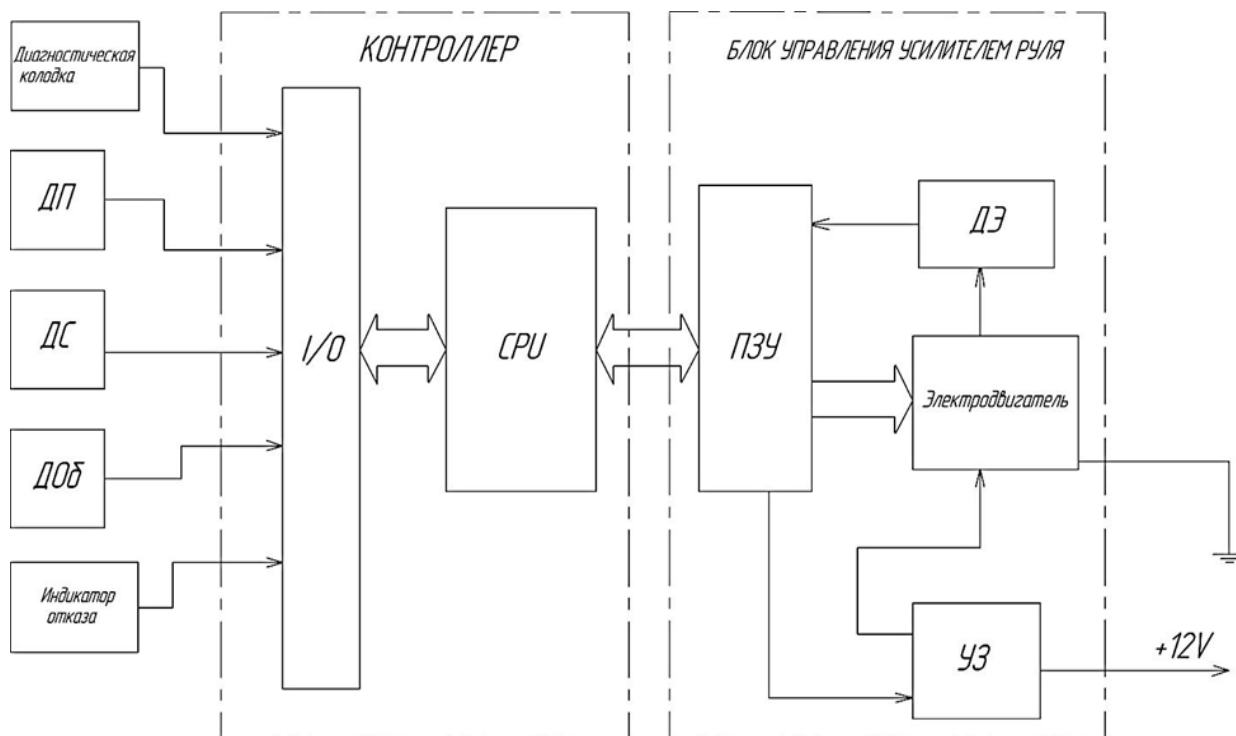 Диагностическая
колодка
ДП
ДС
ДОб
Индикатор
отказа
КОНТРОЛЛЕР
I/O
CPU
БЛОК УПРАВЛЕНИЯ УСИЛИТЕЛЕМ РУЛЯ
ПЗУ
ДЭ
Электродвигатель
УЗ
+12V